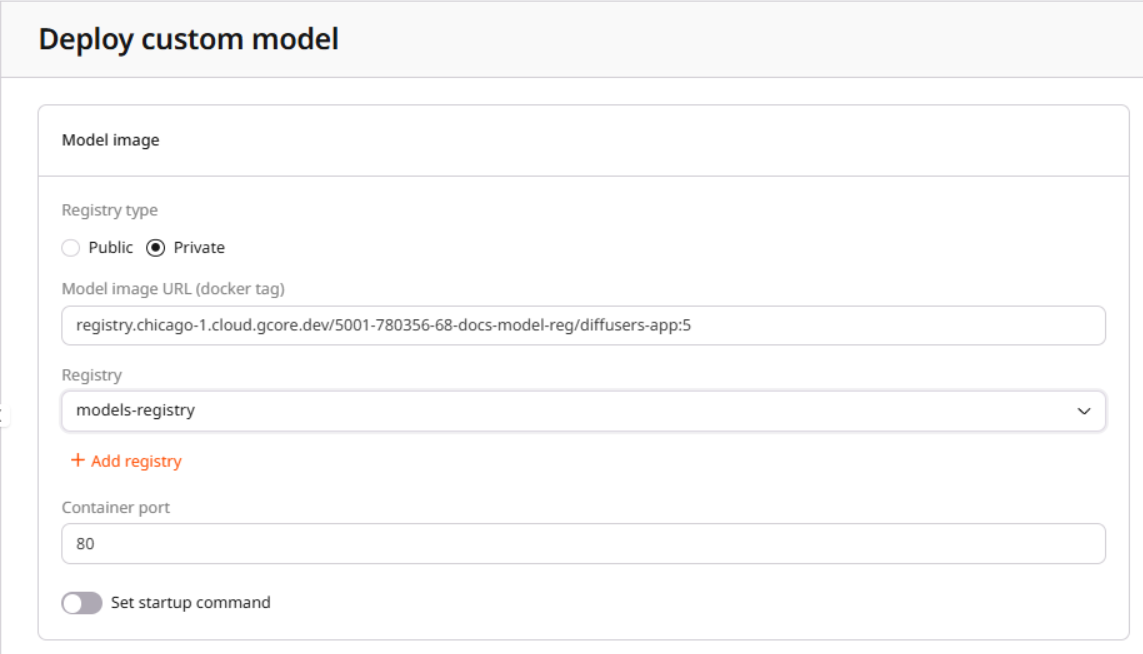 Deploy custom model
Model image
Registry type
Public Private
Model image URL (docker tag)
registry.chicago-1.cloud.gcore.dev/5001-780356-68-docs-model-reg/diffusers-app:5
Registry
models-registry
+ Add registry
Container port
80
Set startup command